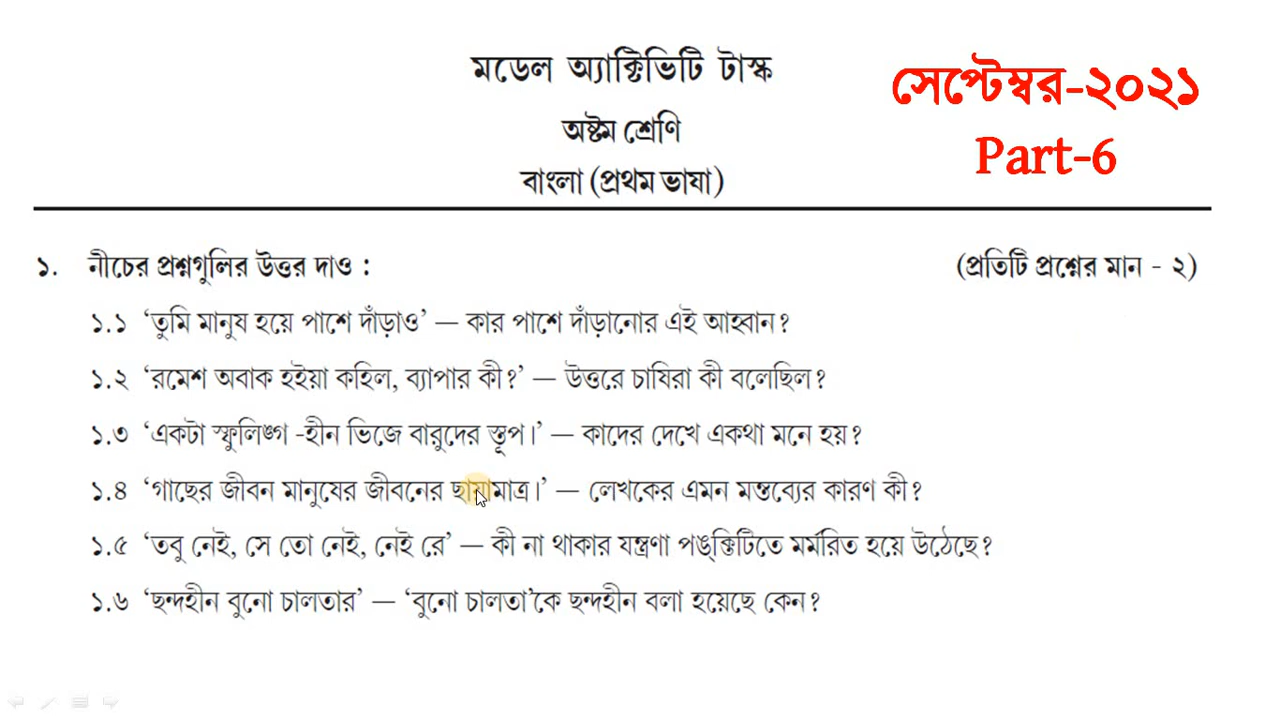 মডেল অ্যাক্টিভিটি টাস্ক
সেপ্টেম্বর-২০২১
অষ্টম শ্রেণি
Part-6
বাংলা (প্রথম ভাষা)
১. নীচের প্রশ্নগুলির উত্তর দাও : (প্রতিটি প্রশ্নের মান - ২)
১.১ ‘তুমি মানুষ হয়ে পাশে দাঁড়াও’ — কার পাশে দাঁড়ানোর এই আহ্বান?
১.২ ‘রমেশ অবাক হইয়া কহিল, ব্যাপার কী?’ — উত্তরে চাষিরা কী বলেছিল?
১.৩ ‘একটা স্ফুলিঙ্গ -হীন ভিজে বারুদের স্তূপ।’ — কাদের দেখে একথা মনে হয়?
১.৪ ‘গাছের জীবন মানুষের জীবনের ছায়ামাত্র।’ — লেখকের এমন মন্তব্যের কারণ কী?
১.৫ ‘তবু নেই, সে তো নেই, নেই রে’ — কী না থাকার যন্ত্রণা পঙ্‌ক্তিটিতে মর্মরিত হয়ে উঠেছে?
১.৬ ‘ছন্দহীন বুনো চালতার’ — ‘বুনো চালতা’কে ছন্দহীন বলা হয়েছে কেন?